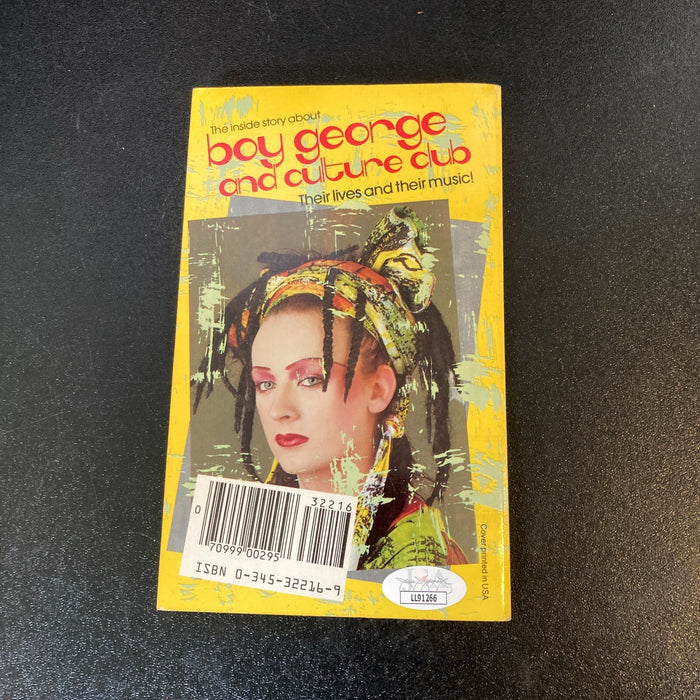 The inside story about
boy george
and culture club
Their lives and their music!
32216
0
70999 00295
ISBN 0-345-32216-9
LL91266
Cover printed in USA